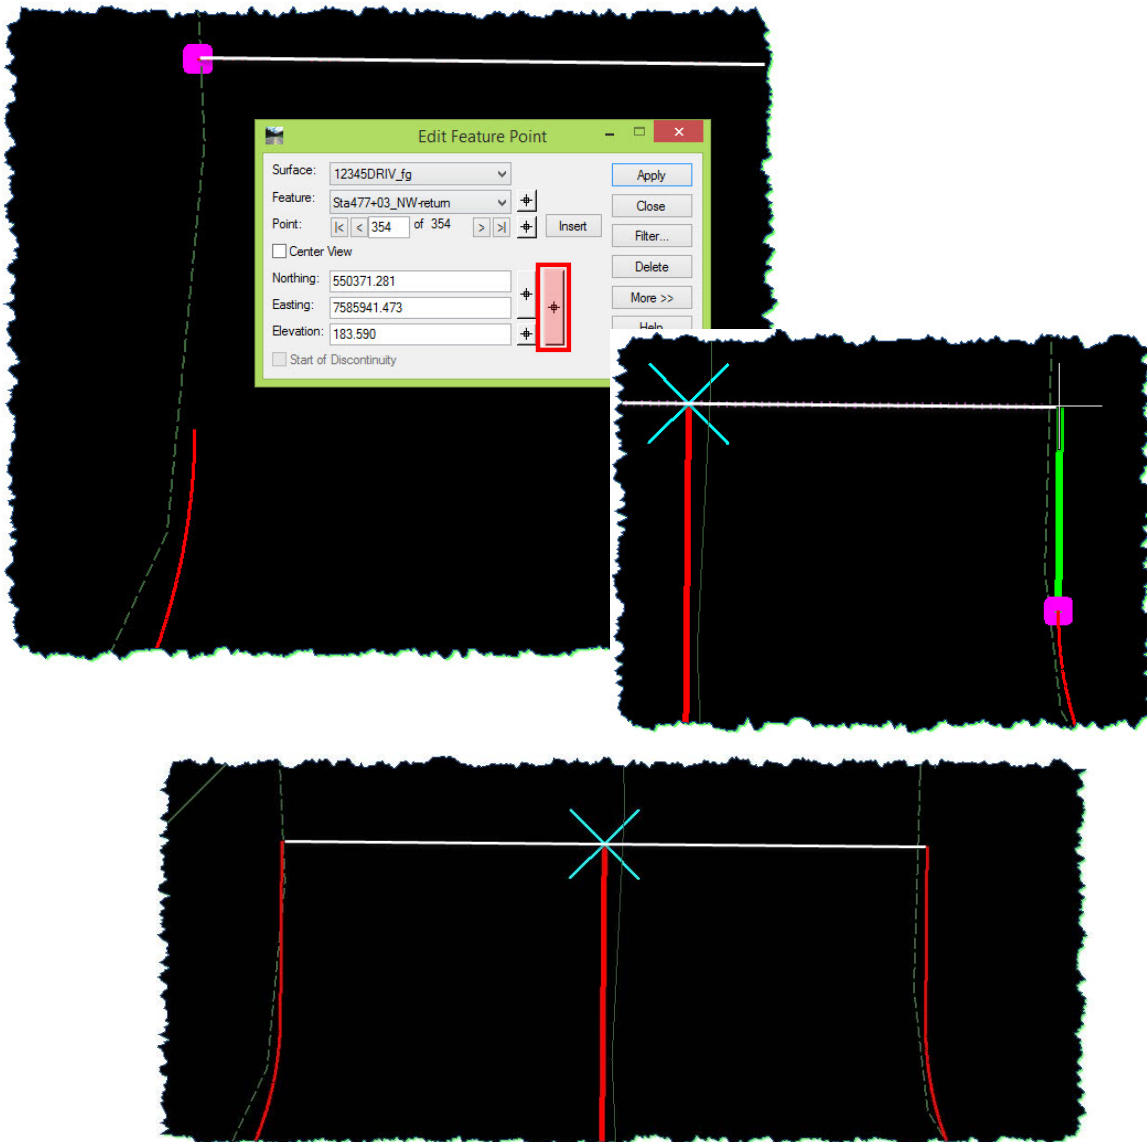 Edit Feature Point
Surface: 12345DRIV_fg Apply
Feature: Sta477+03_NW-return Close
Point: |< < 354 of 354 > >| Insert Filter...
Center View Delete
Northing: 550371.281 More >>
Easting: 7585941.473
Elevation: 183.590 Help
Start of Discontinuity